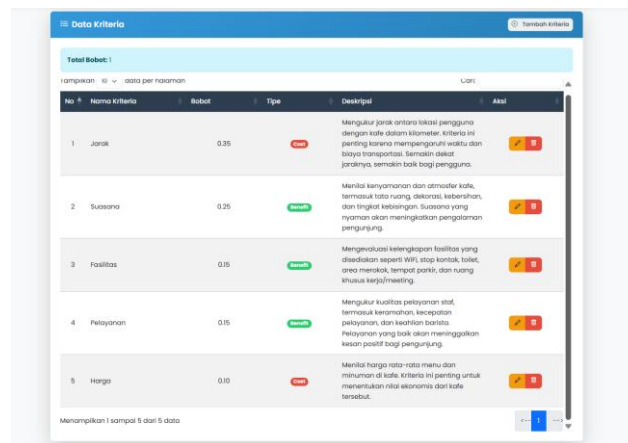 Data Kriteria
Tambah Kriteria
Total Bobot: 1
Tampilkan 10 data per halaman
Cari:
No Nama Kriteria Bobot Tipe Deskripsi Aksi
1 Jarak 0.35 Cost
Mengukur jarak antara lokasi pengguna
dengan kafe dalam kilometer. Kriteria ini
penting karena mempengaruhi waktu dan
biaya transportasi. Semakin dekat
jaraknya, semakin baik bagi pengguna.
2 Suasana 0.25 Benefit
Menilai kenyamanan dan atmosfer kafe,
termasuk tata ruang, dekorasi, kebersihan,
dan tingkat kebisingan. Suasana yang
nyaman akan meningkatkan pengalaman
pengunjung.
3 Fasilitas 0.15 Benefit
Mengevaluasi kelengkapan fasilitas yang
disediakan seperti WiFi, stop kontak, toilet,
area merokok, tempat parkir, dan ruang
khusus kerja/meeting.
4 Pelayanan 0.15 Benefit
Mengukur kualitas pelayanan staf,
termasuk keramahan, kecepatan
pelayanan, dan keahlian barista.
Pelayanan yang baik akan meninggalkan
kesan positif bagi pengunjung.
5 Harga 0.10 Cost
Menilai harga rata-rata menu dan
minuman di kafe. Kriteria ini penting untuk
menentukan nilai ekonomis dari kafe
tersebut.
Menampilkan 1 sampai 5 dari 5 data
<-- 1 -->